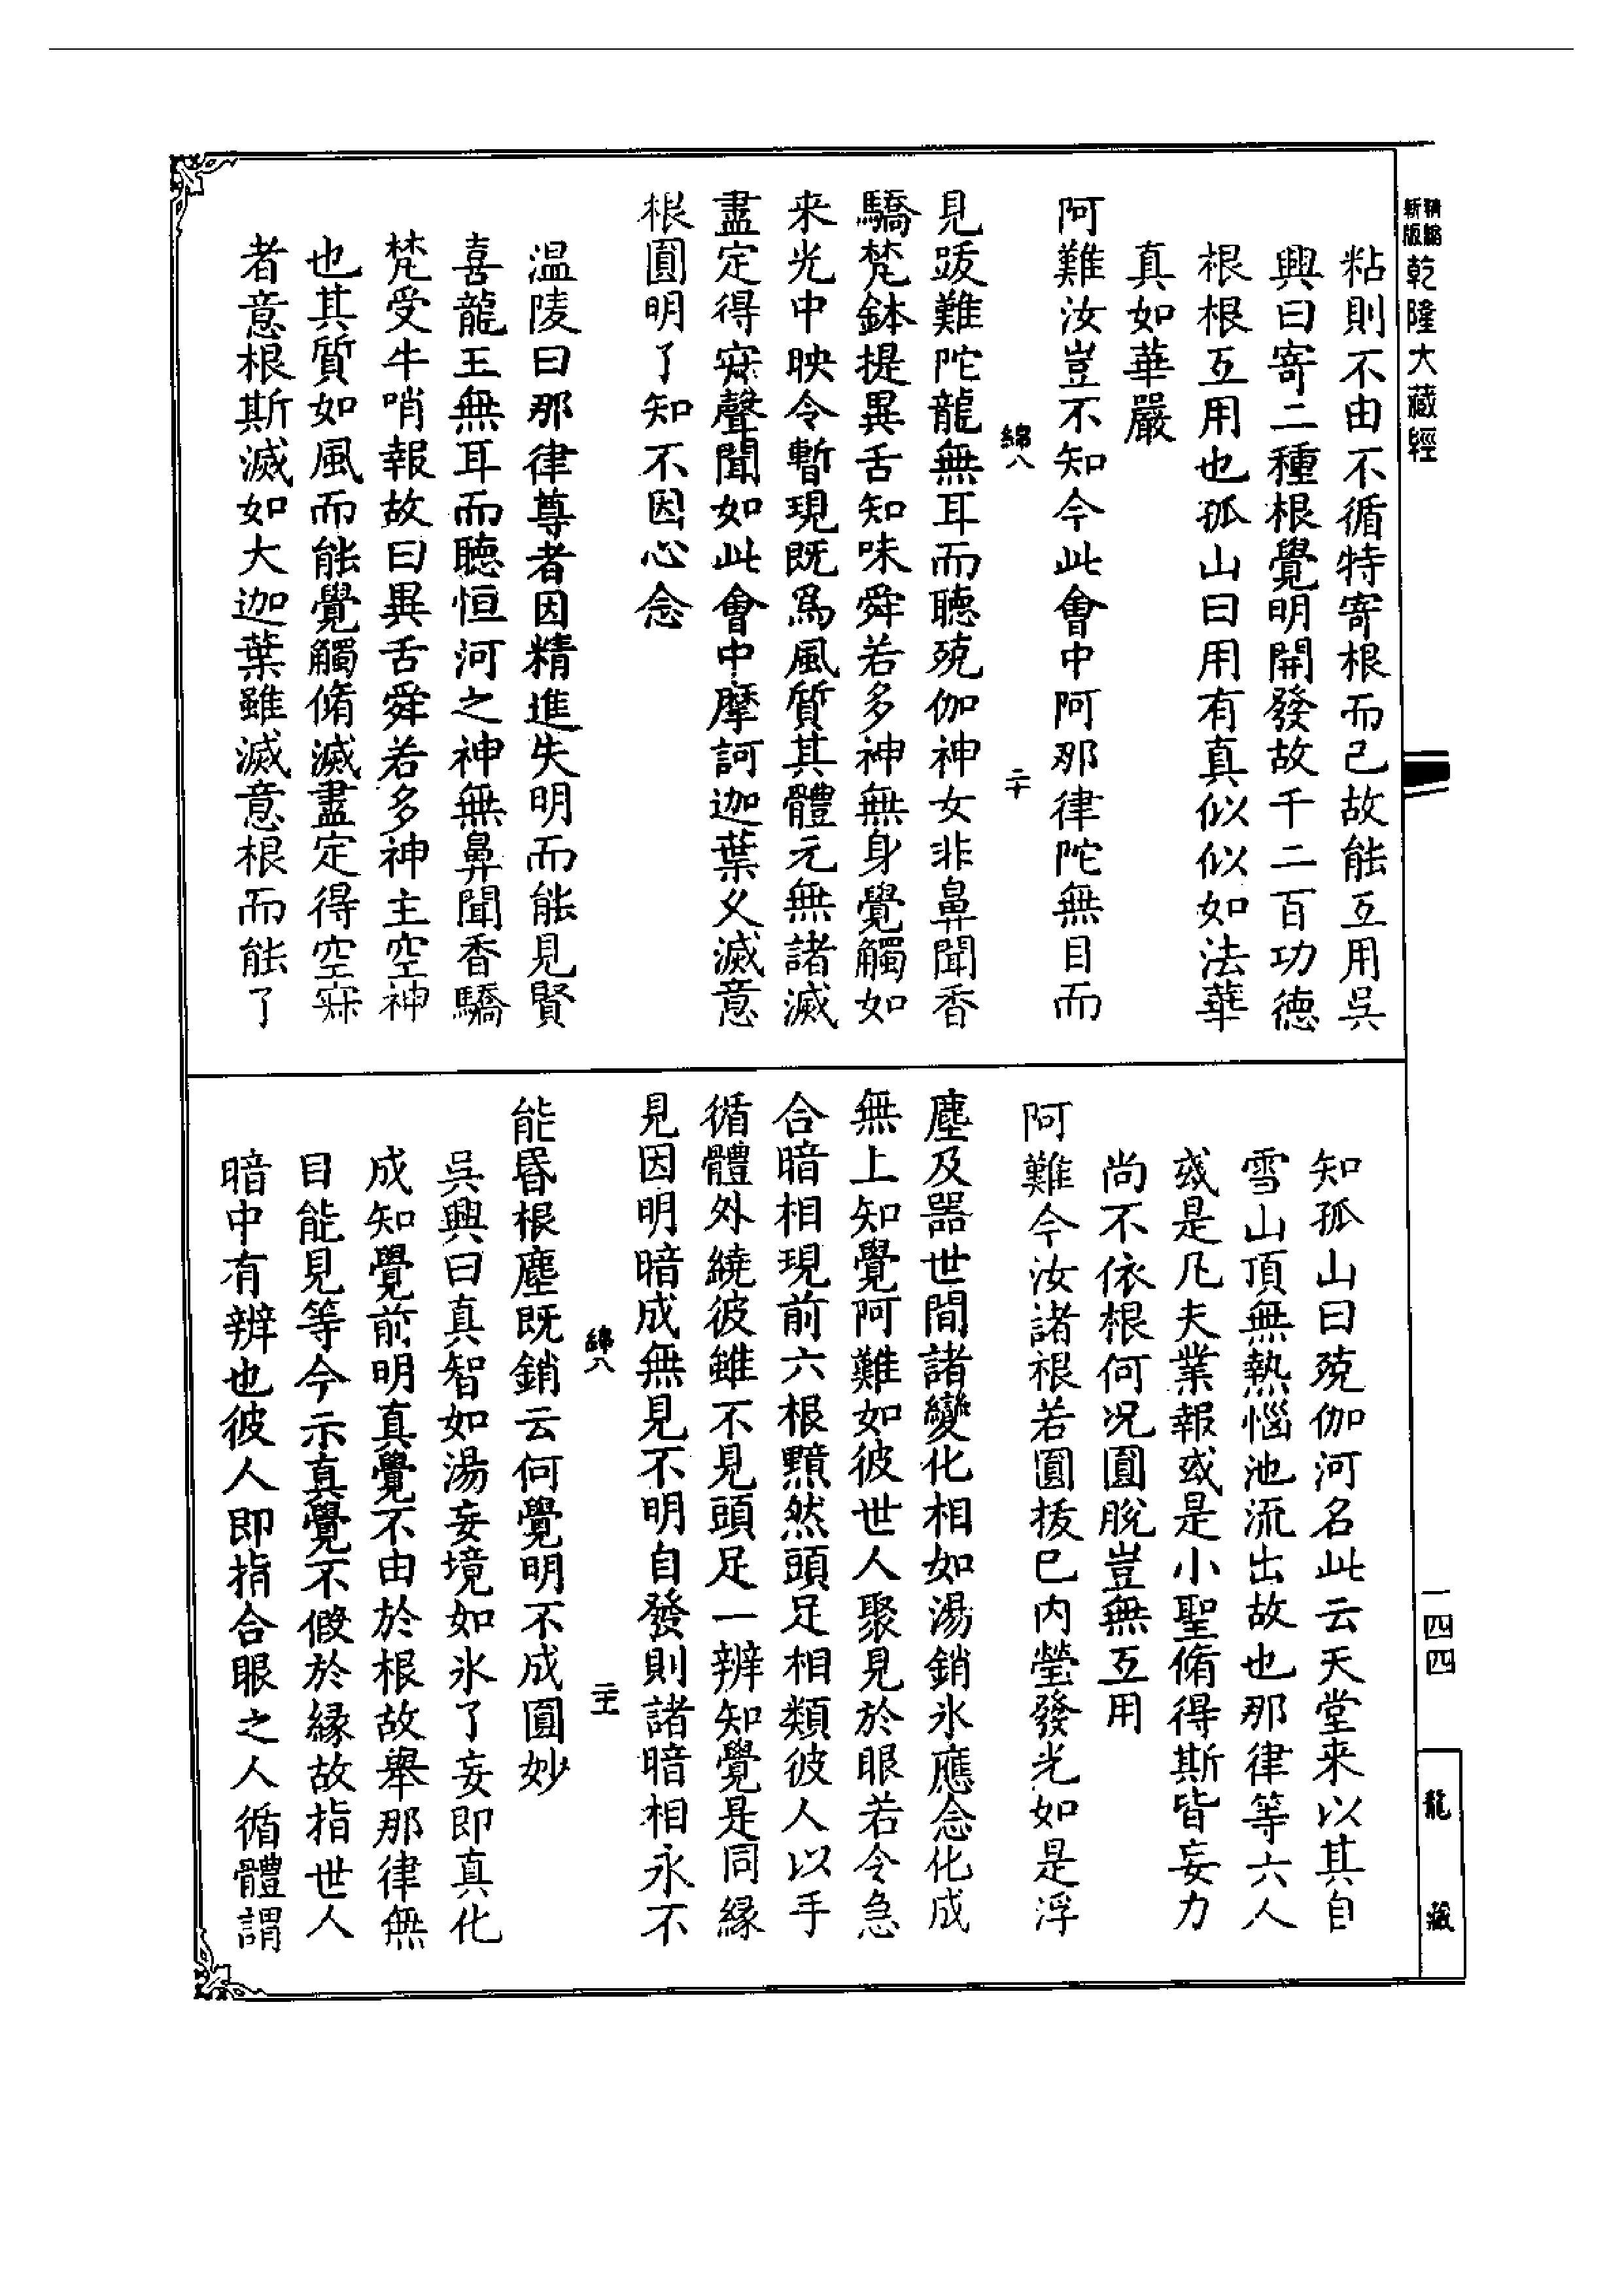 新版精縮乾隆大藏經
粘則不由不循特寄根而已故能互用吳
興曰寄二種根覺明開發故千二百功德
根根互用也孤山曰用有真似似如法華
真如華嚴
阿難汝豈不知今此會中阿那律陀無目而
綿八
二十
見跋難陀龍無耳而聽殑伽神女非鼻聞香
驕梵鉢提異舌知味舜若多神無身覺觸如
来光中映令暫現既爲風質其體元無諸滅
盡定得㝥聲聞如此會中摩訶迦葉乆滅意
根圓明了知不因心念
溫陵曰那律尊者因精進失明而能見賢
喜龍王無耳而聽恒河之神無鼻聞香驕
梵受牛哨報故曰異舌舜若多神主空神
也其質如風而能覺觸脩滅盡定得空㝥
者意根斯滅如大迦葉雖滅意根而能了
知孤山曰殑伽河名此云天堂来以其自
雪山頂無熱惱池流出故也那律等六人
或是凡夫業報或是小聖脩得斯皆妄力
尚不依根何况圓脫豈無互用
阿難今汝諸根若圓拔已内瑩發光如是浮
塵及器世間諸變化相如湯銷氷應念化成
無上知覺阿難如彼世人聚見於眼若令急
合暗相現前六根黯然頭足相類彼人以手
循體外繞彼雖不見頭足一辨知覺是同緣
見因明暗成無見不明自發則諸暗相永不
綿八
二十一
能昏根塵既銷云何覺明不成圓妙
吳興曰真智如湯妄境如氷了妄即真化
成知覺前明真覺不由於根故舉那律無
目能見等今示真覺不假於緣故指世人
暗中有辨也彼人即指合眼之人循體謂
一四四
龍藏